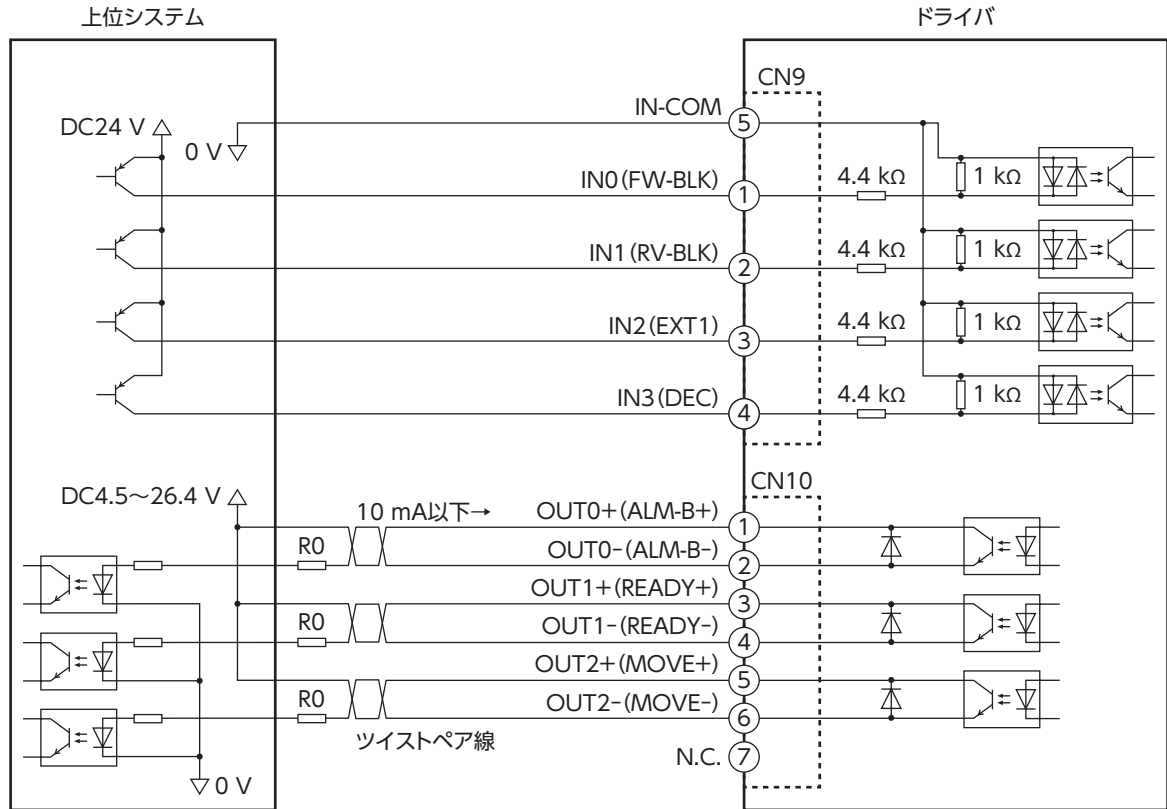 上位システム
ドライバ
CN9
IN-COM
5
DC24 V
0 V
IN0(FW-BLK)
1
4.4 kΩ
1 kΩ
IN1(RV-BLK)
2
4.4 kΩ
1 kΩ
IN2(EXT1)
3
4.4 kΩ
1 kΩ
IN3(DEC)
4
4.4 kΩ
1 kΩ
CN10
DC4.5～26.4 V
10 mA以下→
OUT0+(ALM-B+)
1
R0
OUT0-(ALM-B-)
2
OUT1+(READY+)
3
R0
OUT1-(READY-)
4
OUT2+(MOVE+)
5
R0
OUT2-(MOVE-)
6
ツイストペア線
N.C.
7
0 V